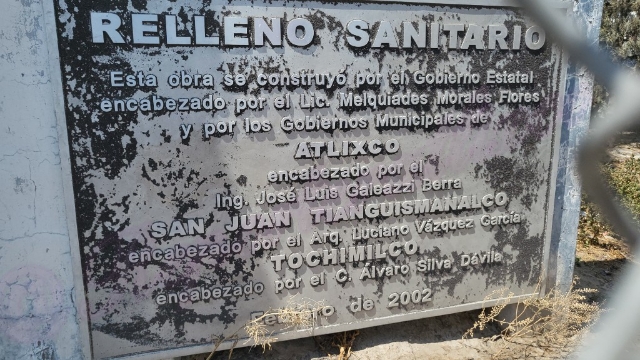 RELLENO SANITARIO
Esta obra se construyó por el Gobierno Estatal
encabezado por el Lic. Melquiades Morales Flores
y por los Gobiernos Municipales de
ATLIXCO
encabezado por el
Ing. José Luis Galeazzi Berra
SAN JUAN TIANGUISMANALCO
encabezado por el Arq. Luciano Vázquez García
TOCHIMILCO
encabezado por el C. Álvaro Silva Dávila
Febrero de 2002